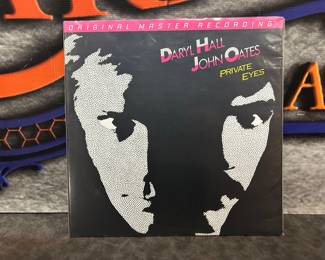 ORIGINAL MASTER RECORDING
DARYL HALL
JOHN OATES
PRIVATE
EYES
A